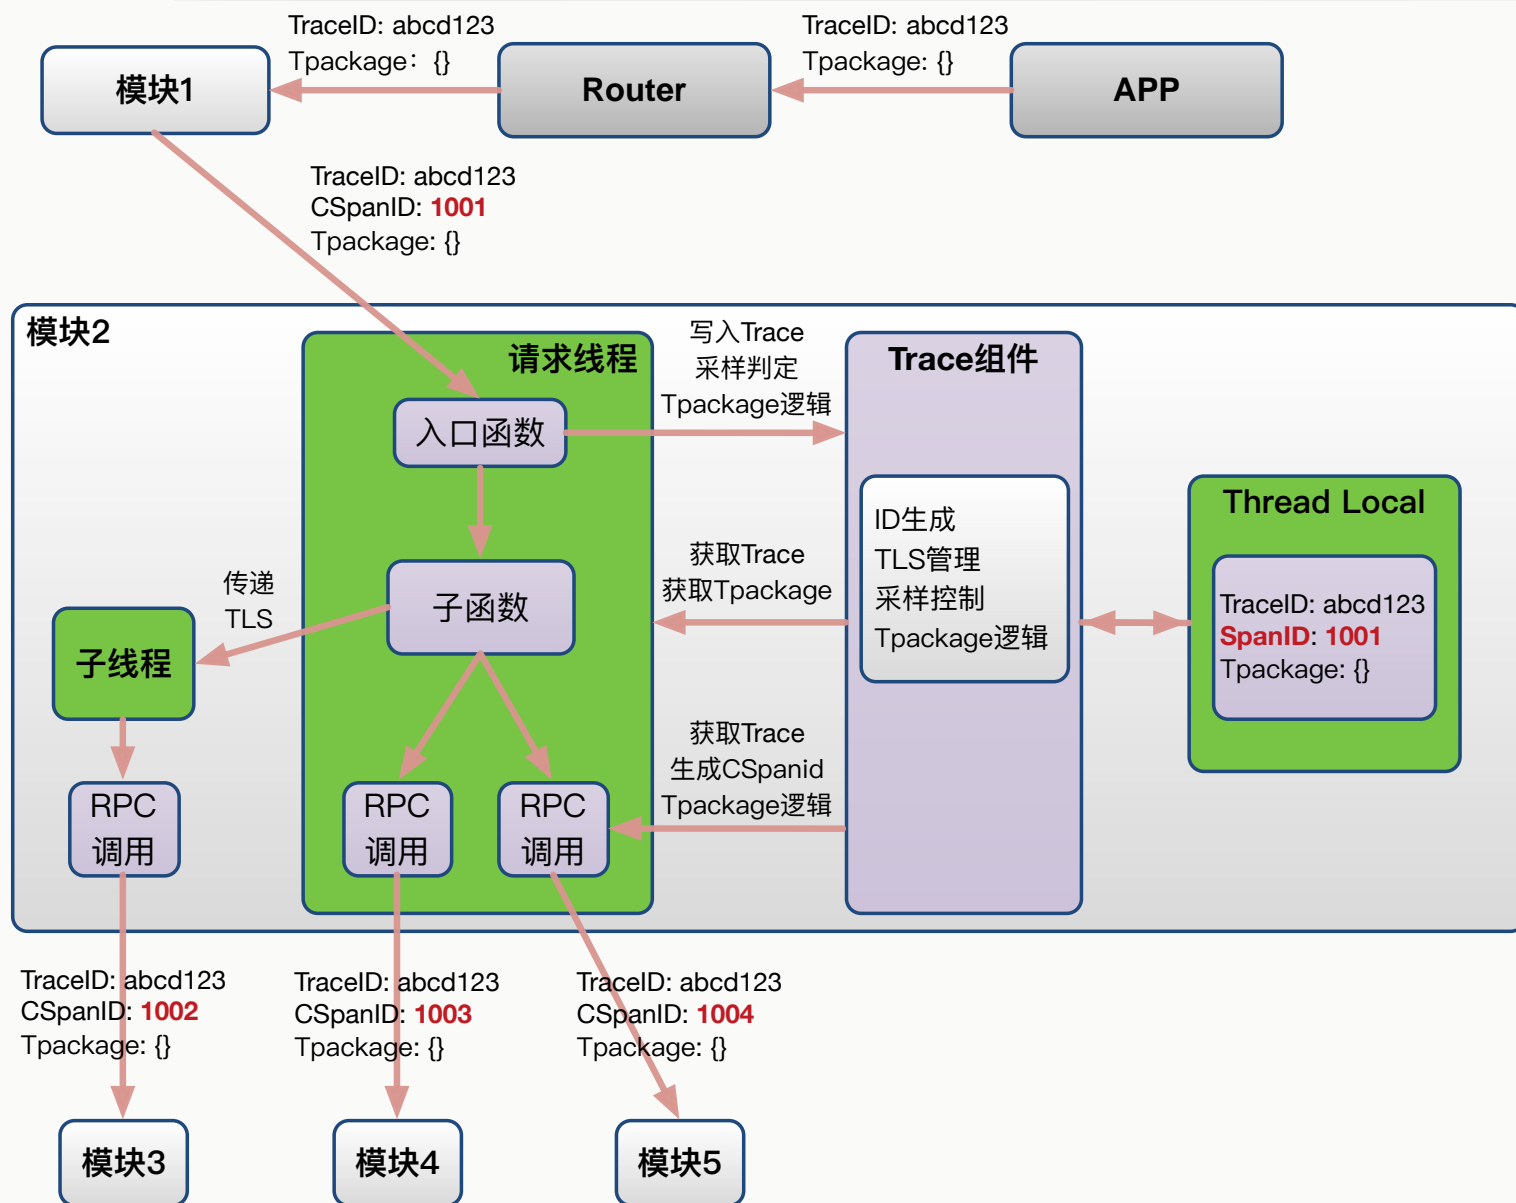 TraceID: abcd123
Tpackage： {}
TraceID: abcd123
Tpackage: {}
模块1
Router
APP
TraceID: abcd123
CSpanID: 1001
Tpackage: {}
模块2
请求线程
写入Trace
采样判定
Tpackage逻辑
Trace组件
入口函数
ID生成
TLS管理
采样控制
Tpackage逻辑
Thread Local
TraceID: abcd123
SpanID: 1001
Tpackage: {}
获取Trace
获取Tpackage
传递
TLS
子函数
子线程
获取Trace
生成CSpanid
Tpackage逻辑
RPC
调用
RPC
调用
RPC
调用
TraceID: abcd123
CSpanID: 1002
Tpackage: {}
TraceID: abcd123
CSpanID: 1003
Tpackage: {}
TraceID: abcd123
CSpanID: 1004
Tpackage: {}
模块3
模块4
模块5